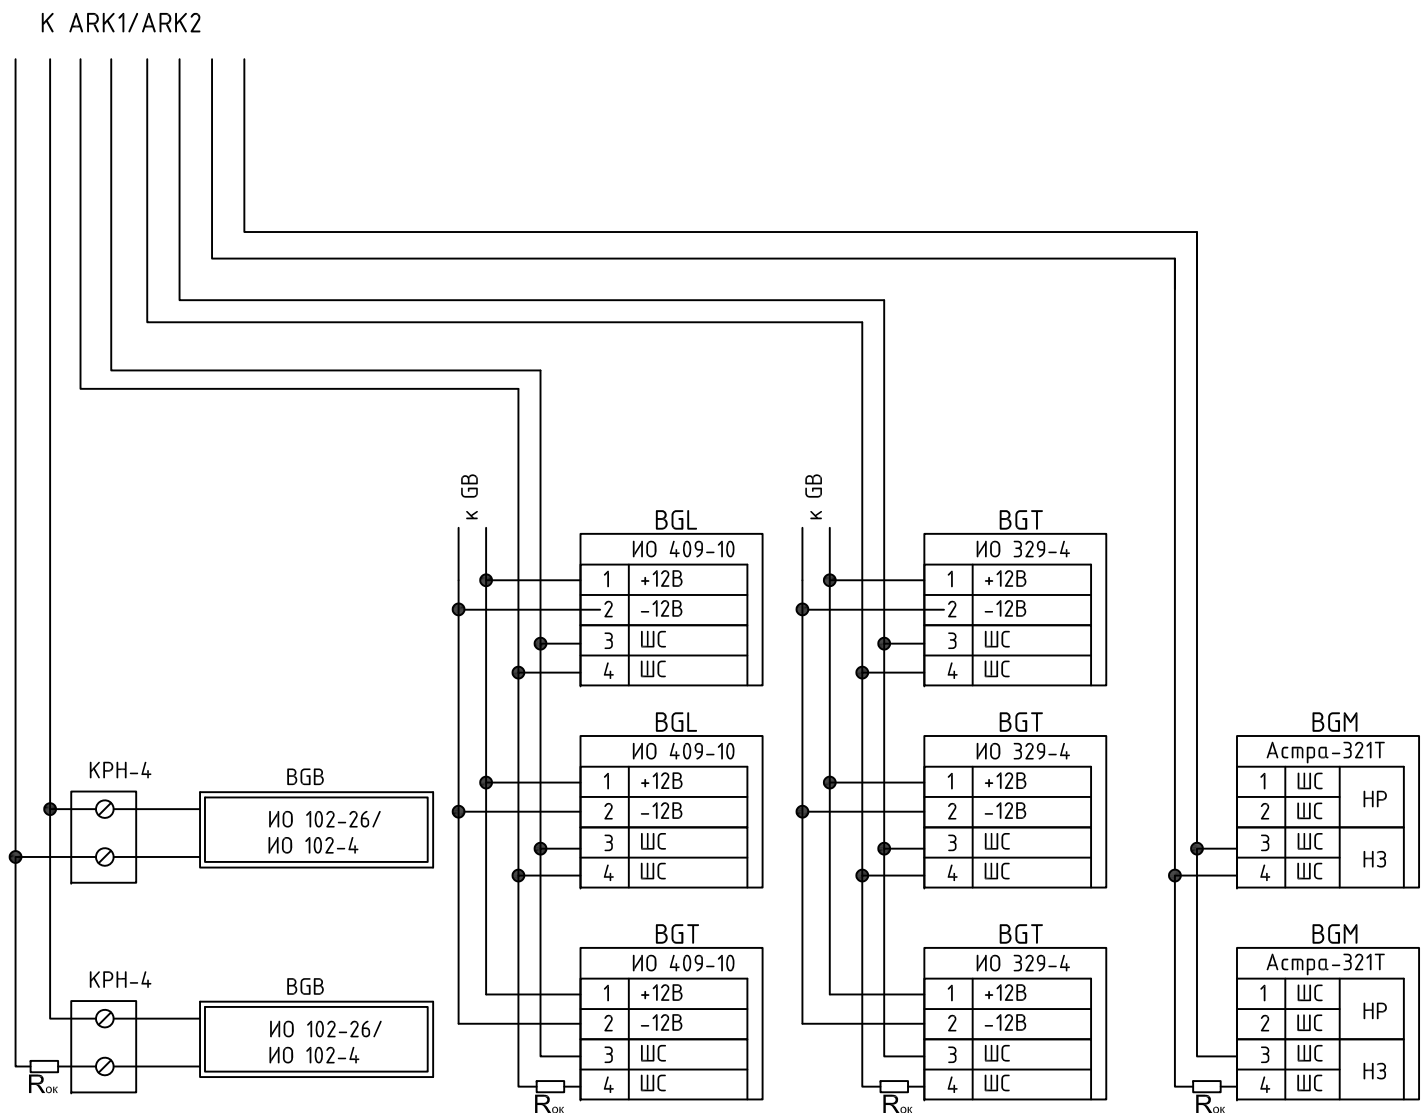 К ARK1/ARK2
к GB
BGL
ИО 409-10
1 +12В
2 -12В
3 ШС
4 ШС
BGL
ИО 409-10
1 +12В
2 -12В
3 ШС
4 ШС
BGT
ИО 409-10
1 +12В
2 -12В
3 ШС
4 ШС
Rок
к GB
BGT
ИО 329-4
1 +12В
2 -12В
3 ШС
4 ШС
BGT
ИО 329-4
1 +12В
2 -12В
3 ШС
4 ШС
BGT
ИО 329-4
1 +12В
2 -12В
3 ШС
4 ШС
Rок
BGM
Астра-321Т
1 ШС
2 ШС
НР
3 ШС
4 ШС
НЗ
BGM
Астра-321Т
1 ШС
2 ШС
НР
3 ШС
4 ШС
НЗ
Rок
КРН-4
BGB
ИО 102-26/
ИО 102-4
КРН-4
BGB
ИО 102-26/
ИО 102-4
Rок